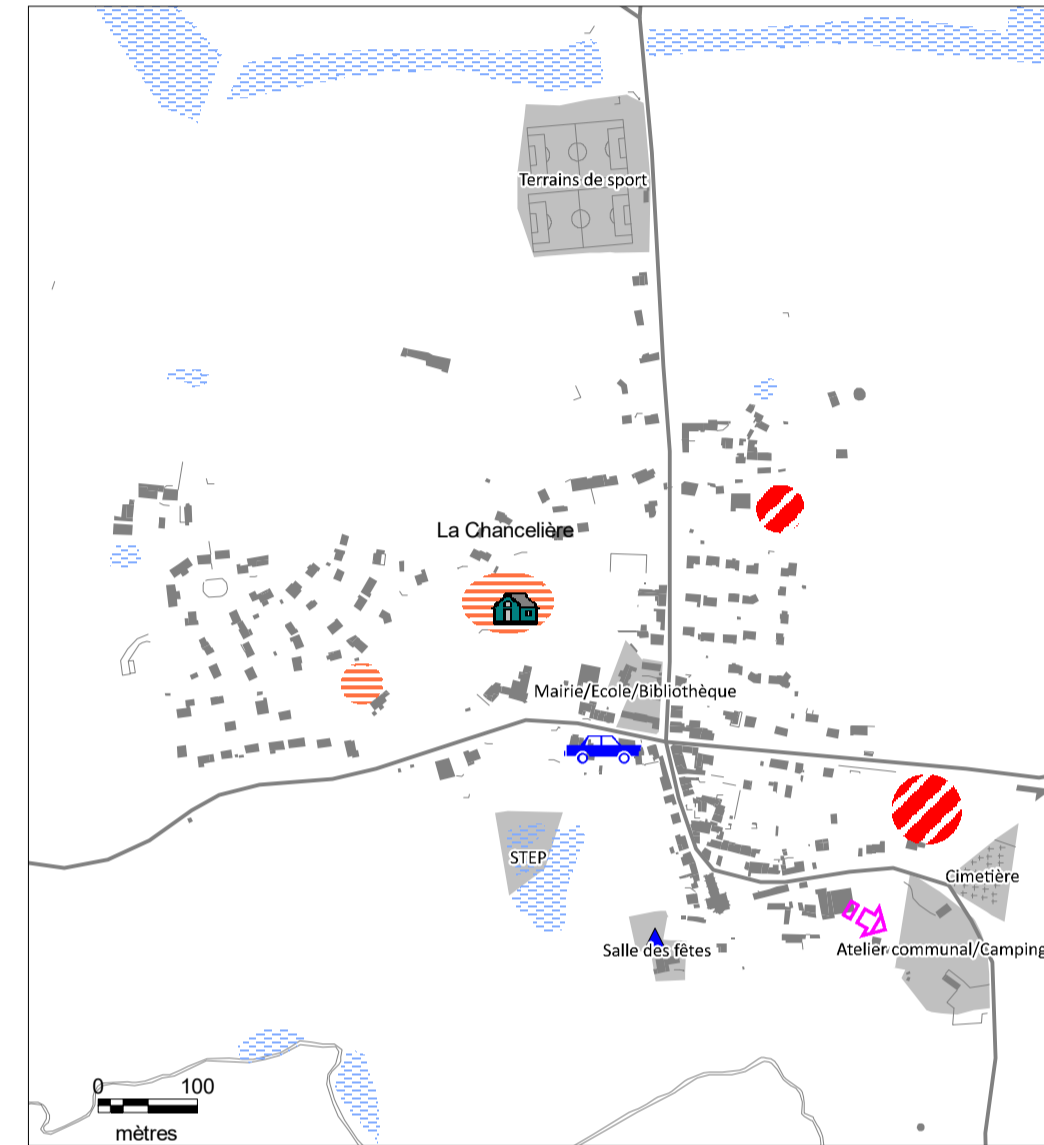 Terrains de sport
La Chancelière
Mairie/Ecole/Bibliothèque
STEP
Cimetière
Salle des fêtes
Atelier communal/Camping
0 100
mètres